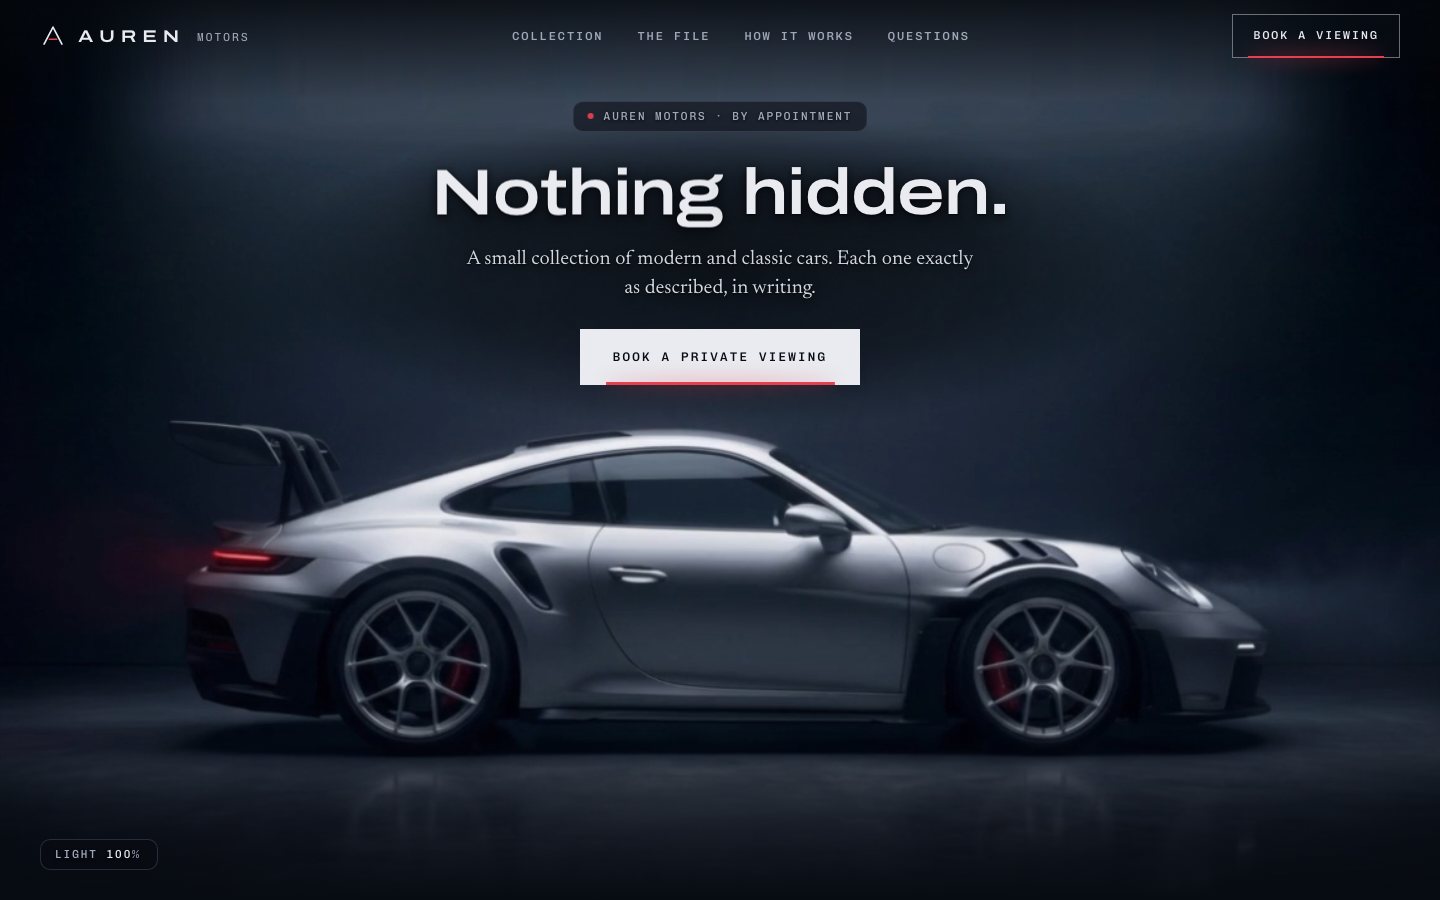 AUREN MOTORS
COLLECTION
THE FILE
HOW IT WORKS
QUESTIONS
BOOK A VIEWING
AUREN MOTORS · BY APPOINTMENT
Nothing hidden.
A small collection of modern and classic cars. Each one exactly
as described, in writing.
BOOK A PRIVATE VIEWING
LIGHT 100%